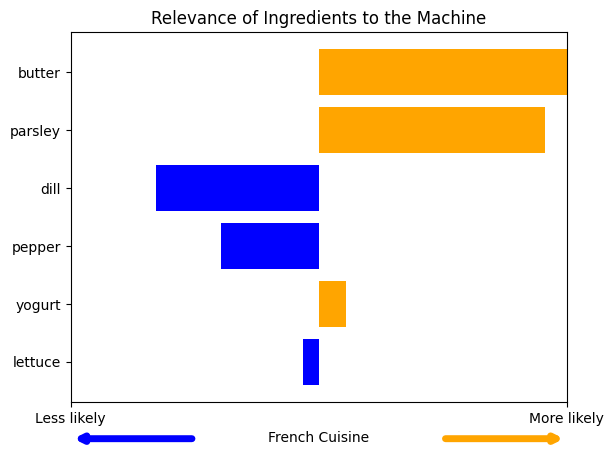 Relevance of Ingredients to the Machine
butter
parsley
dill
pepper
yogurt
lettuce
Less likely
More likely
French Cuisine